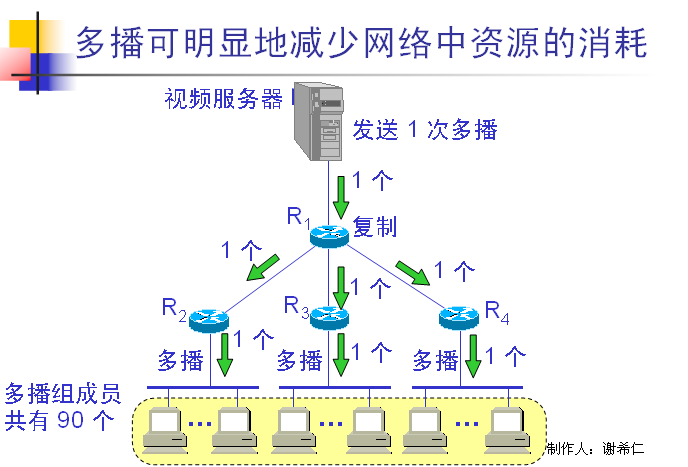 多播可明显地减少网络中资源的消耗
视频服务器
发送 1 次多播
1 个
R1
复制
1 个
1 个
1 个
R2
R3
R4
1 个
1 个
1 个
多播
多播
多播
多播组成员
共有 90 个
...
...
...
制作人：谢希仁